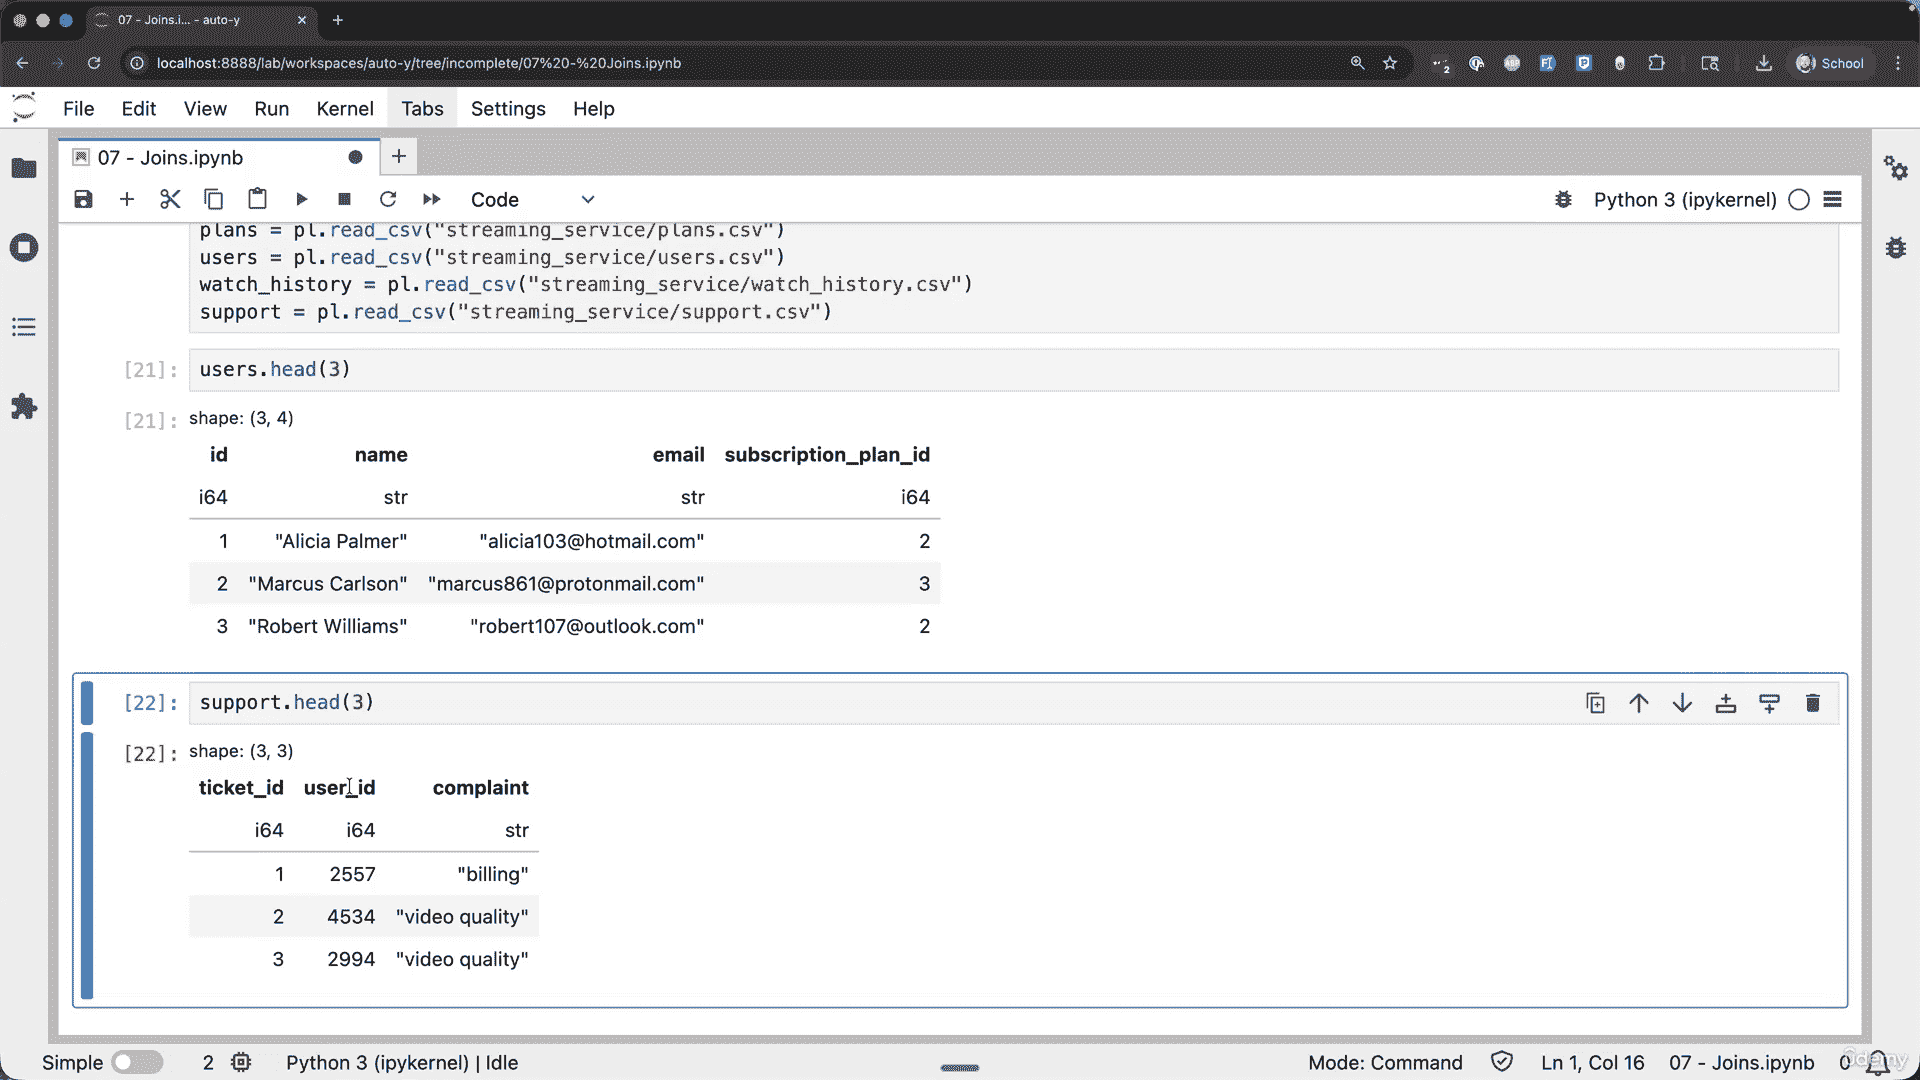 07 - Joins.i... - auto-y
localhost:8888/lab/workspaces/auto-y/tree/incomplete/07%20-%20Joins.ipynb
2
ABP
School
File Edit View Run Kernel Tabs Settings Help
07 - Joins.ipynb
Code
Python 3 (ipykernel)
plans = pl.read_csv("streaming_service/plans.csv")
users = pl.read_csv("streaming_service/users.csv")
watch_history = pl.read_csv("streaming_service/watch_history.csv")
support = pl.read_csv("streaming_service/support.csv")
[21]: users.head(3)
[21]: shape: (3, 4)
id name email subscription_plan_id
i64 str str i64
1 "Alicia Palmer" "alicia103@hotmail.com" 2
2 "Marcus Carlson" "marcus861@protonmail.com" 3
3 "Robert Williams" "robert107@outlook.com" 2
[22]: support.head(3)
[22]: shape: (3, 3)
ticket_id user_id complaint
i64 i64 str
1 2557 "billing"
2 4534 "video quality"
3 2994 "video quality"
Simple 2 Python 3 (ipykernel) | Idle Mode: Command Ln 1, Col 16 07 - Joins.ipynb 0
udemy